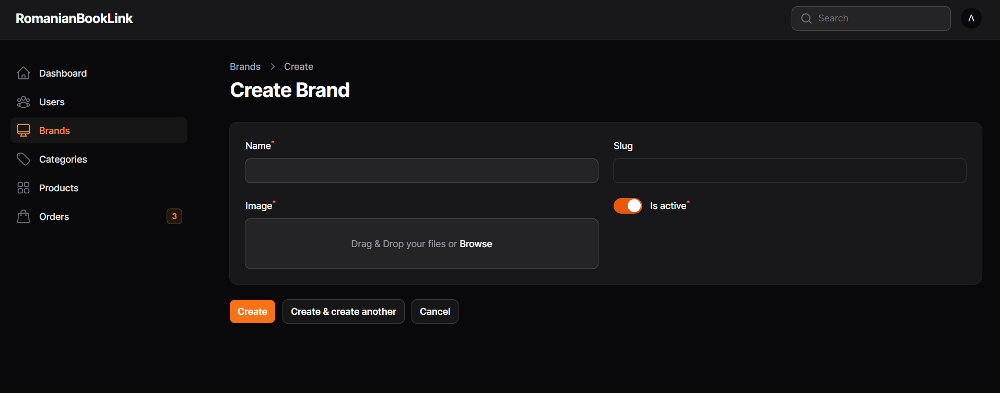 RomanianBookLink
Search
A
Dashboard
Users
Brands
Categories
Products
Orders
3
Brands > Create
Create Brand
Name*
Slug
Image*
Is active*
Drag & Drop your files or Browse
Create
Create & create another
Cancel